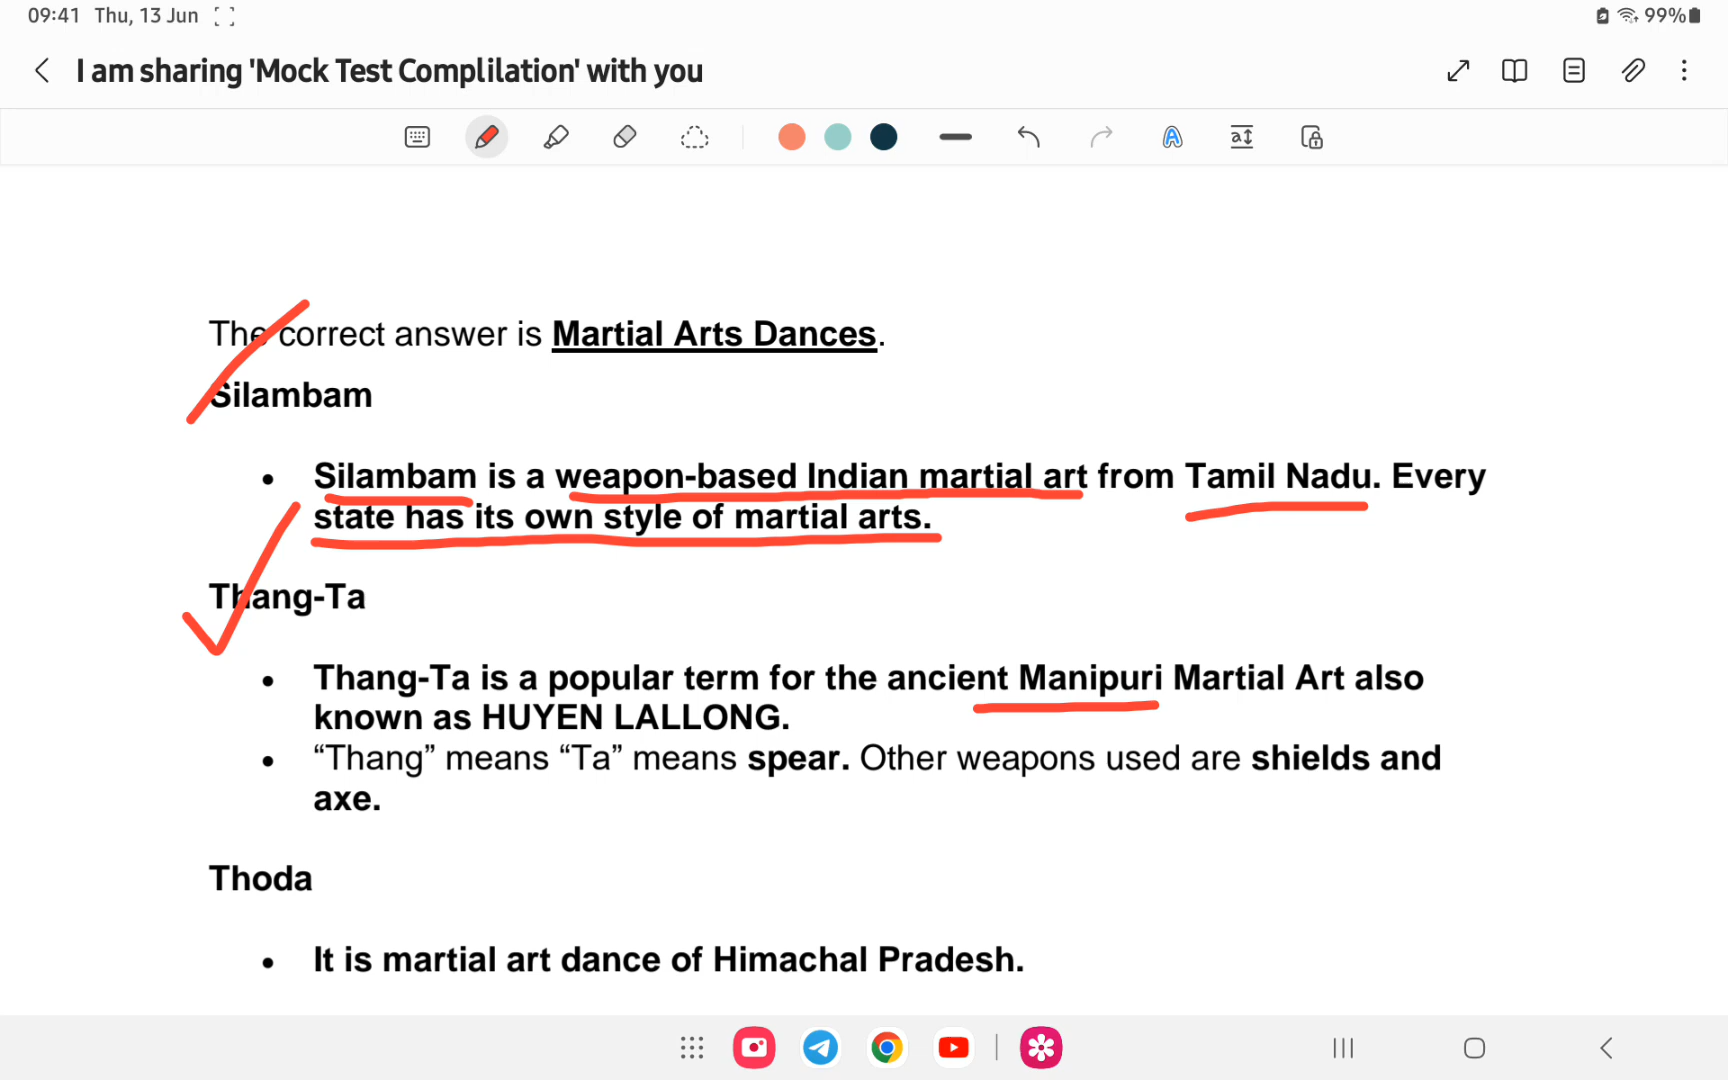 09:41 Thu, 13 Jun
99%
I am sharing 'Mock Test Complilation' with you
The correct answer is Martial Arts Dances.
Silambam
• Silambam is a weapon-based Indian martial art from Tamil Nadu. Every
state has its own style of martial arts.
Thang-Ta
• Thang-Ta is a popular term for the ancient Manipuri Martial Art also
known as HUYEN LALLONG.
• “Thang” means “Ta” means spear. Other weapons used are shields and
axe.
Thoda
• It is martial art dance of Himachal Pradesh.